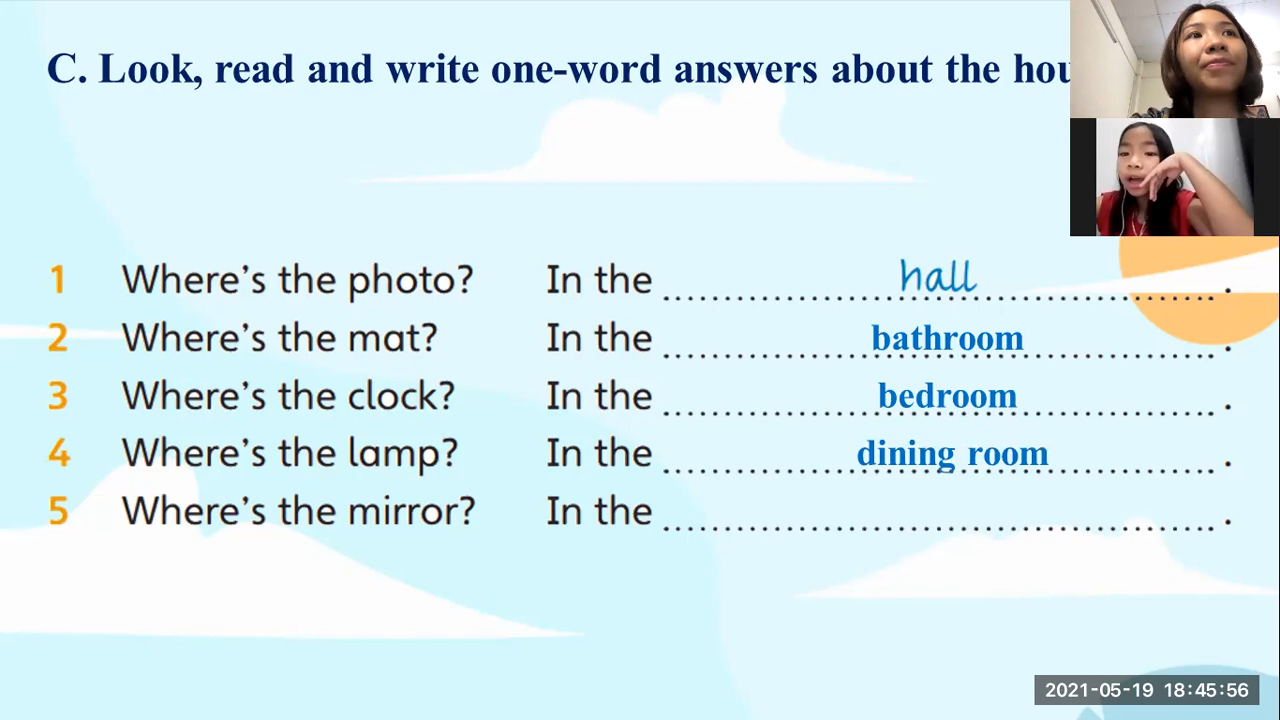 C. Look, read and write one-word answers about the hou
1 Where's the photo? In the hall .
2 Where's the mat? In the bathroom .
3 Where's the clock? In the bedroom .
4 Where's the lamp? In the dining room .
5 Where's the mirror? In the .
2021-05-19 18:45:56